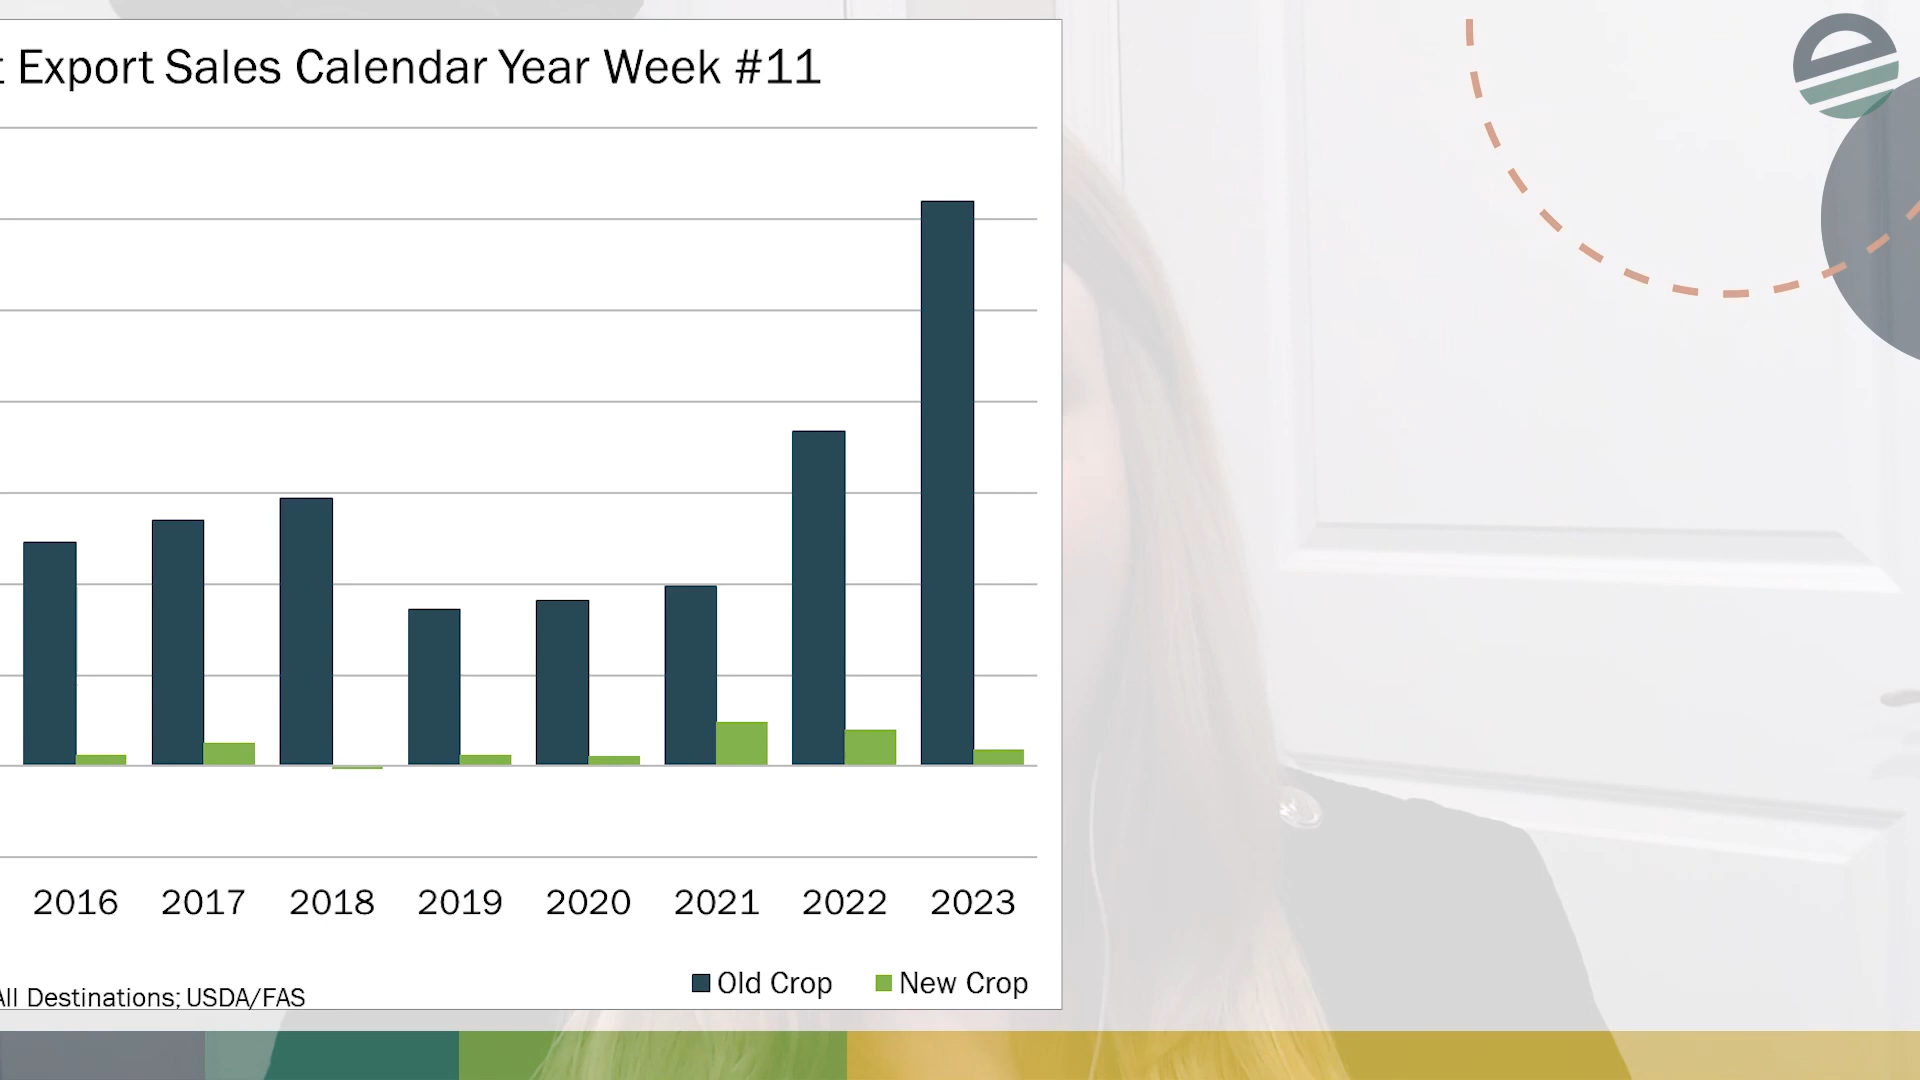 t Export Sales Calendar Year Week #11
2016 2017 2018 2019 2020 2021 2022 2023
Old Crop New Crop
All Destinations; USDA/FAS